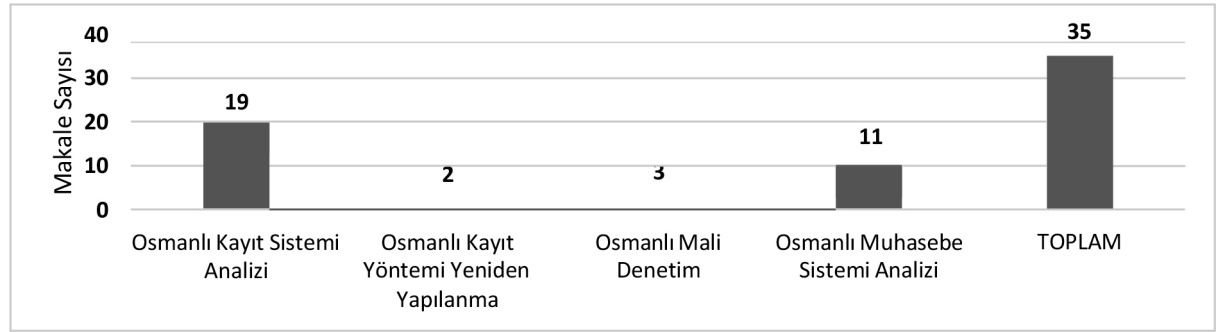 Makale Sayısı
40
30
20
10
0
19
2
3
11
35
Osmanlı Kayıt Sistemi
Analizi
Osmanlı Kayıt
Yöntemi Yeniden
Yapılanma
Osmanlı Mali
Denetim
Osmanlı Muhasebe
Sistemi Analizi
TOPLAM